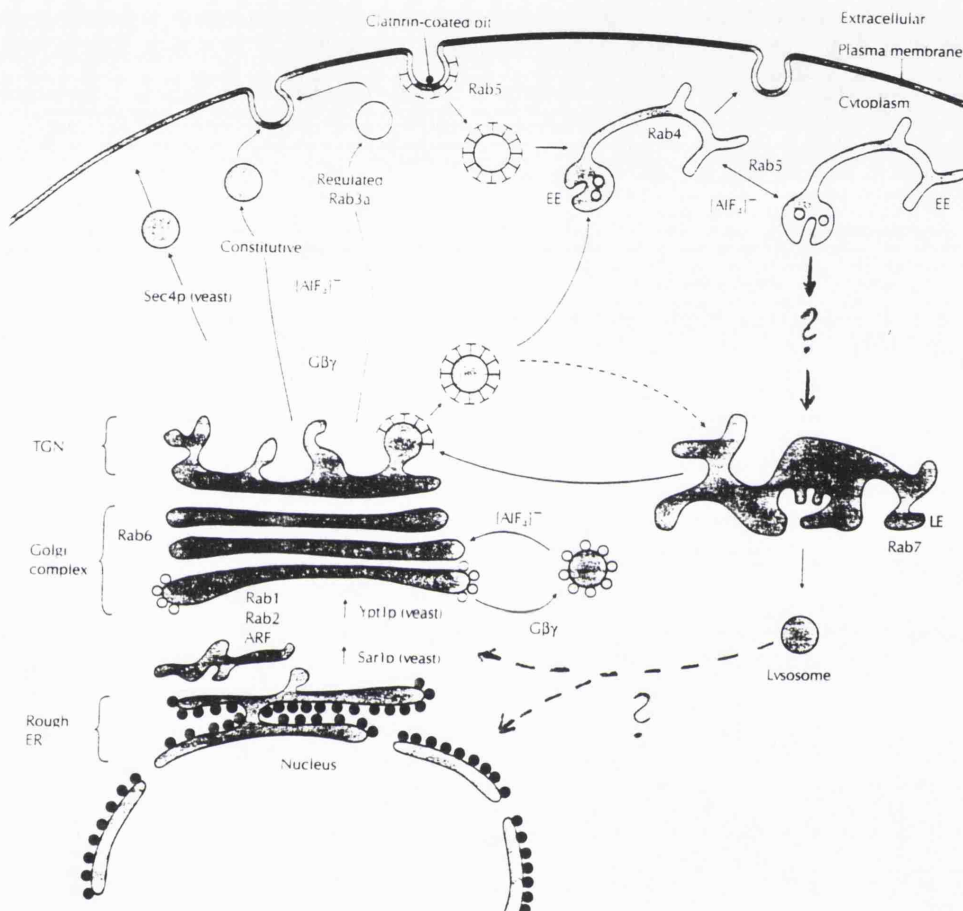 Clathrin-coated pit
Extracellular
Plasma membrane
Rab5
Cytoplasm
Rab4
Regulated
Rab3a
EE
Rab5
[AlF₄]⁻
EE
Constitutive
Sec4p (yeast)
[AlF₄]⁻
?
Gβγ
TGN
Golgi
complex
Rab6
[AlF₄]⁻
LE
Rab7
Rab1
Rab2
ARF
Ypt1p (yeast)
Gβγ
Sar1p (yeast)
Lysosome
?
Rough
ER
Nucleus